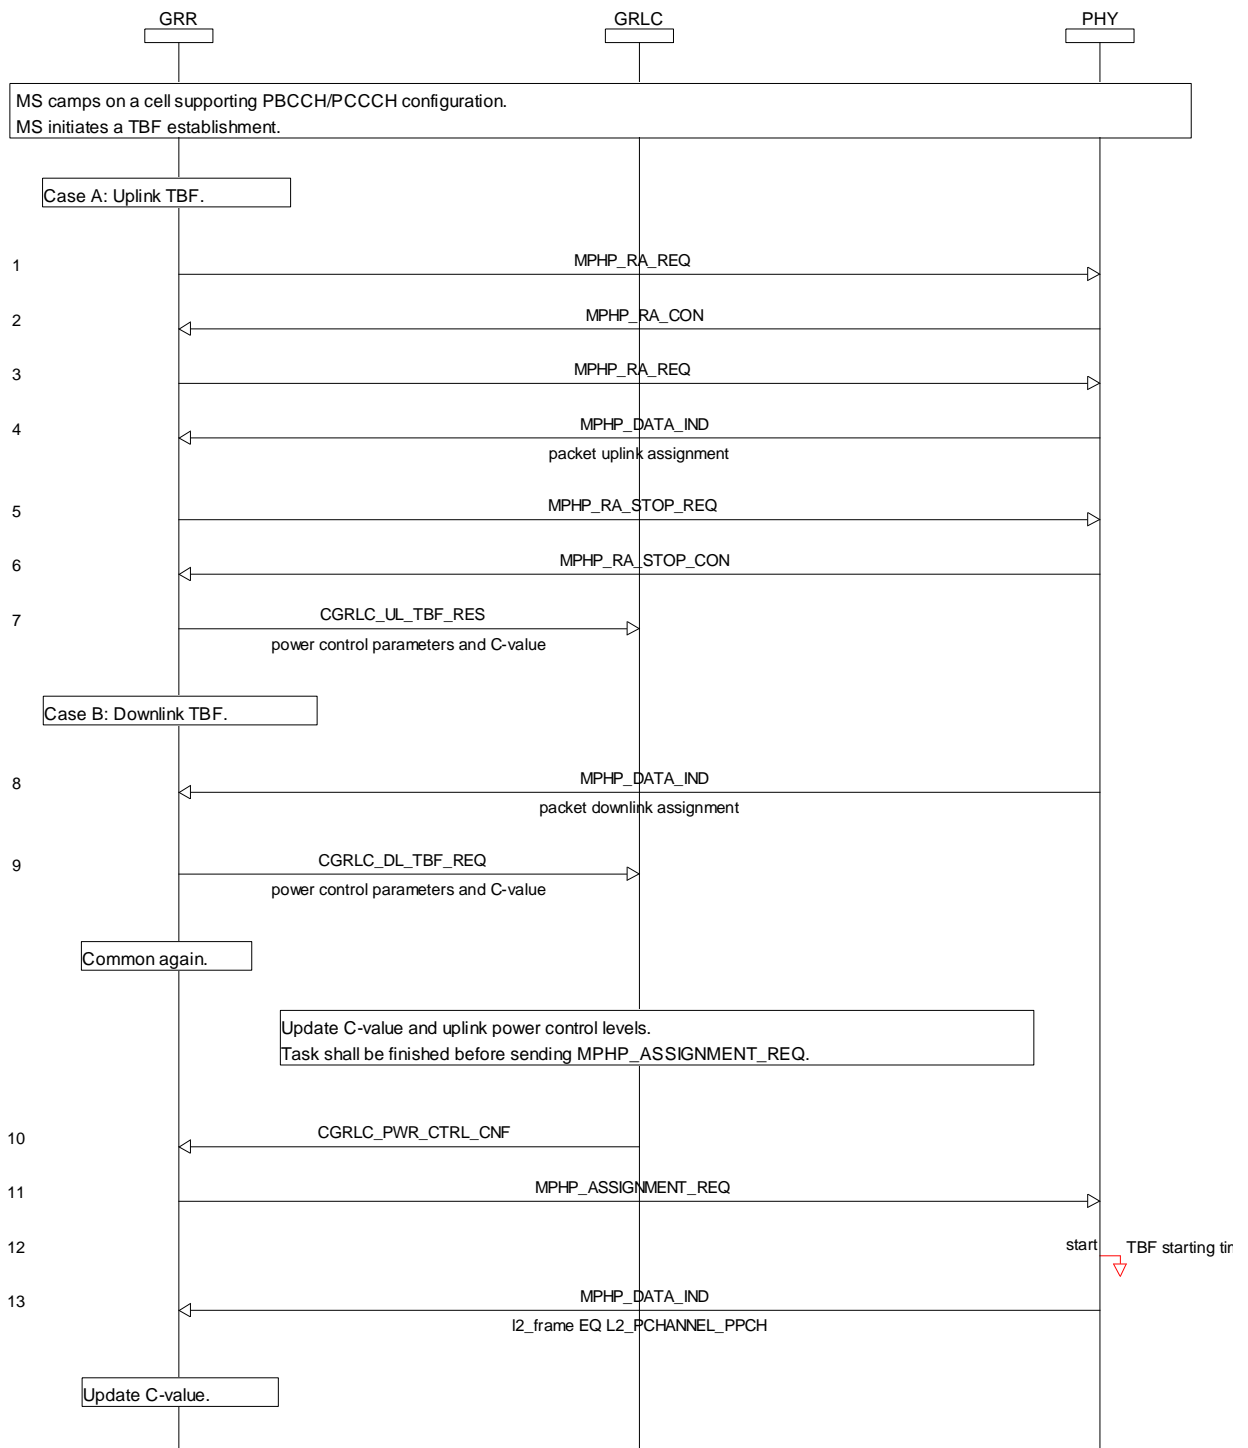 GRR GRLC PHY
MS camps on a cell supporting PBCCH/PCCCH configuration.
MS initiates a TBF establishment.
Case A: Uplink TBF.
1 MPHP_RA_REQ
2 MPHP_RA_CON
3 MPHP_RA_REQ
4 MPHP_DATA_IND
packet uplink assignment
5 MPHP_RA_STOP_REQ
6 MPHP_RA_STOP_CON
7 CGRLC_UL_TBF_RES
power control parameters and C-value
Case B: Downlink TBF.
8 MPHP_DATA_IND
packet downlink assignment
9 CGRLC_DL_TBF_REQ
power control parameters and C-value
Common again.
Update C-value and uplink power control levels.
Task shall be finished before sending MPHP_ASSIGNMENT_REQ.
10 CGRLC_PWR_CTRL_CNF
11 MPHP_ASSIGNMENT_REQ
12 start TBF starting
13 MPHP_DATA_IND
l2_frame EQ L2_PCHANNEL_PPCH
Update C-value.